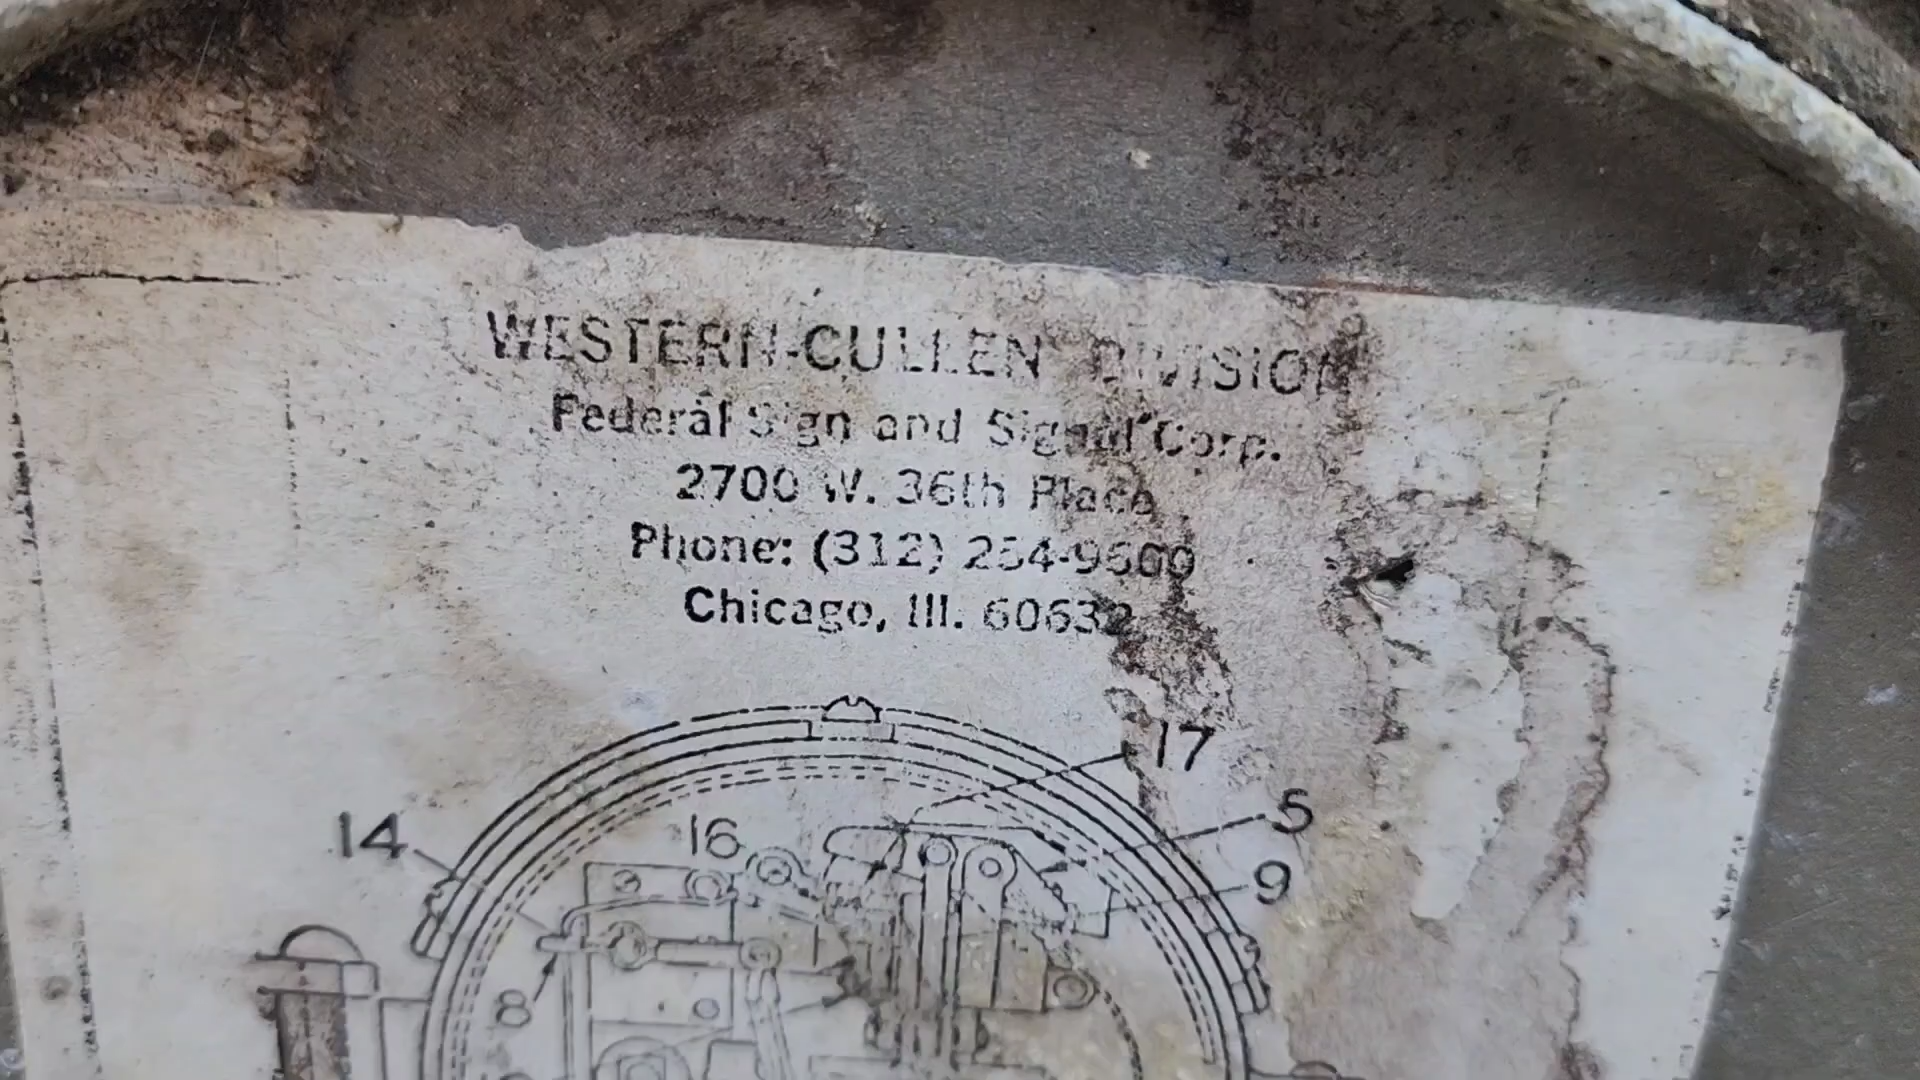 WESTERN-CULLEN DIVISION
Federal Sign and Signal Corp.
2700 W. 36th Place
Phone: (312) 254-9600
Chicago, Ill. 60632
17
5
14
16
9
8